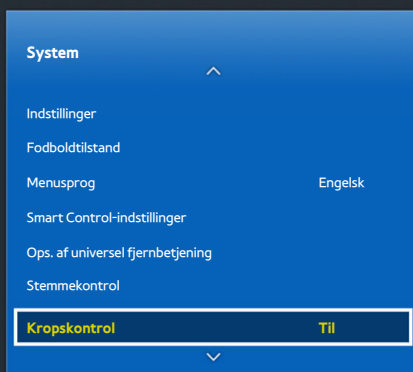 System
Indstillinger
Fodboldtilstand
Menusprog Engelsk
Smart Control-indstillinger
Ops. af universel fjernbetjening
Stemmekontrol
Kropskontrol Til